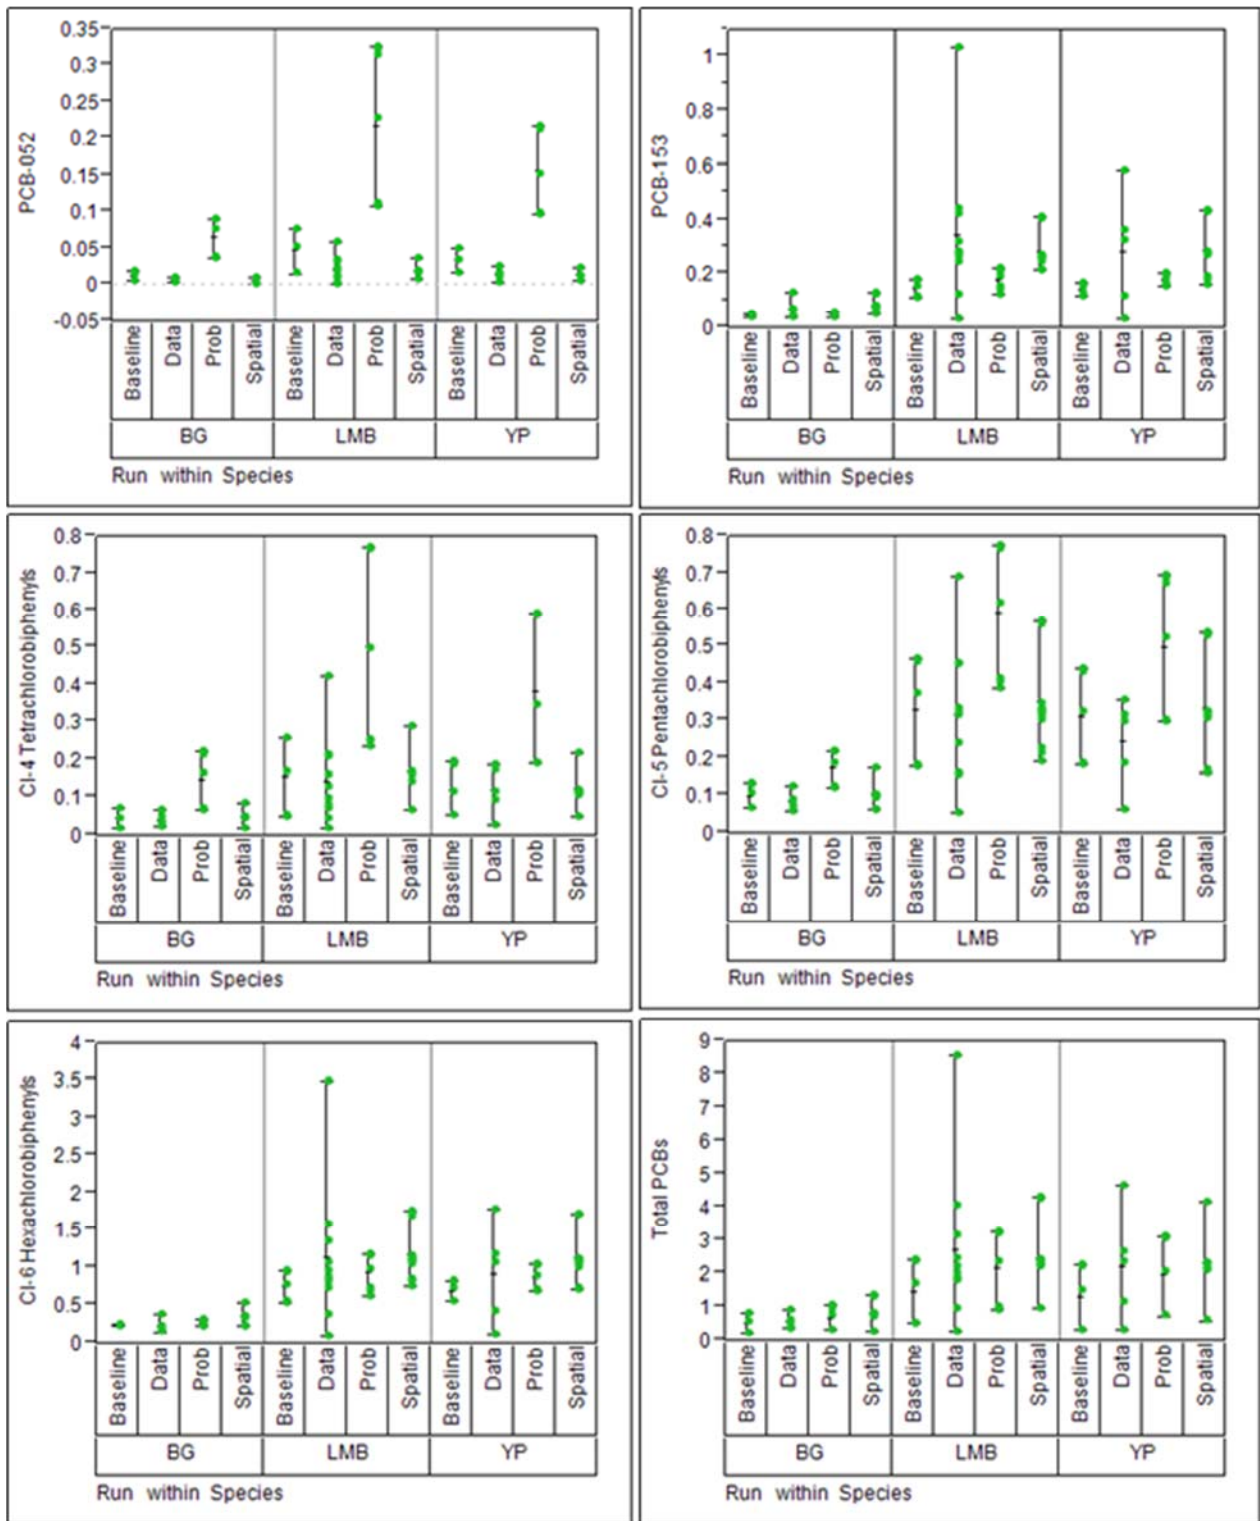 PCB-052
0.35
0.3
0.25
0.2
0.15
0.1
0.05
0
-0.05
Baseline Data Prob Spatial Baseline Data Prob Spatial Baseline Data Prob Spatial
BG LMB YP
Run within Species
PCB-153
1
0.8
0.6
0.4
0.2
0
Baseline Data Prob Spatial Baseline Data Prob Spatial Baseline Data Prob Spatial
BG LMB YP
Run within Species
Cl-4 Tetrachlorobiphenyls
0.8
0.7
0.6
0.5
0.4
0.3
0.2
0.1
0
Baseline Data Prob Spatial Baseline Data Prob Spatial Baseline Data Prob Spatial
BG LMB YP
Run within Species
Cl-5 Pentachlorobiphenyls
0.8
0.7
0.6
0.5
0.4
0.3
0.2
0.1
0
Baseline Data Prob Spatial Baseline Data Prob Spatial Baseline Data Prob Spatial
BG LMB YP
Run within Species
Cl-6 Hexachlorobiphenyls
4
3.5
3
2.5
2
1.5
1
0.5
0
Baseline Data Prob Spatial Baseline Data Prob Spatial Baseline Data Prob Spatial
BG LMB YP
Run within Species
Total PCBs
9
8
7
6
5
4
3
2
1
0
Baseline Data Prob Spatial Baseline Data Prob Spatial Baseline Data Prob Spatial
BG LMB YP
Run within Species